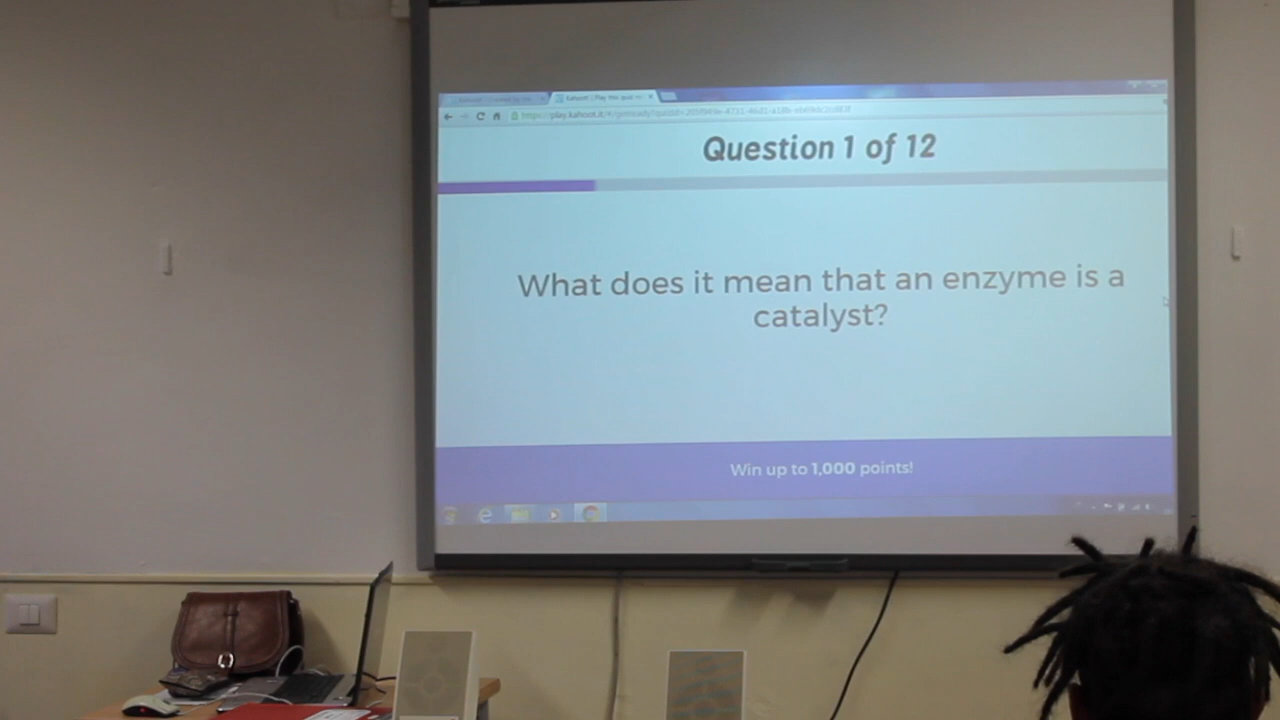 Question 1 of 12
What does it mean that an enzyme is a
catalyst?
Win up to 1,000 points!